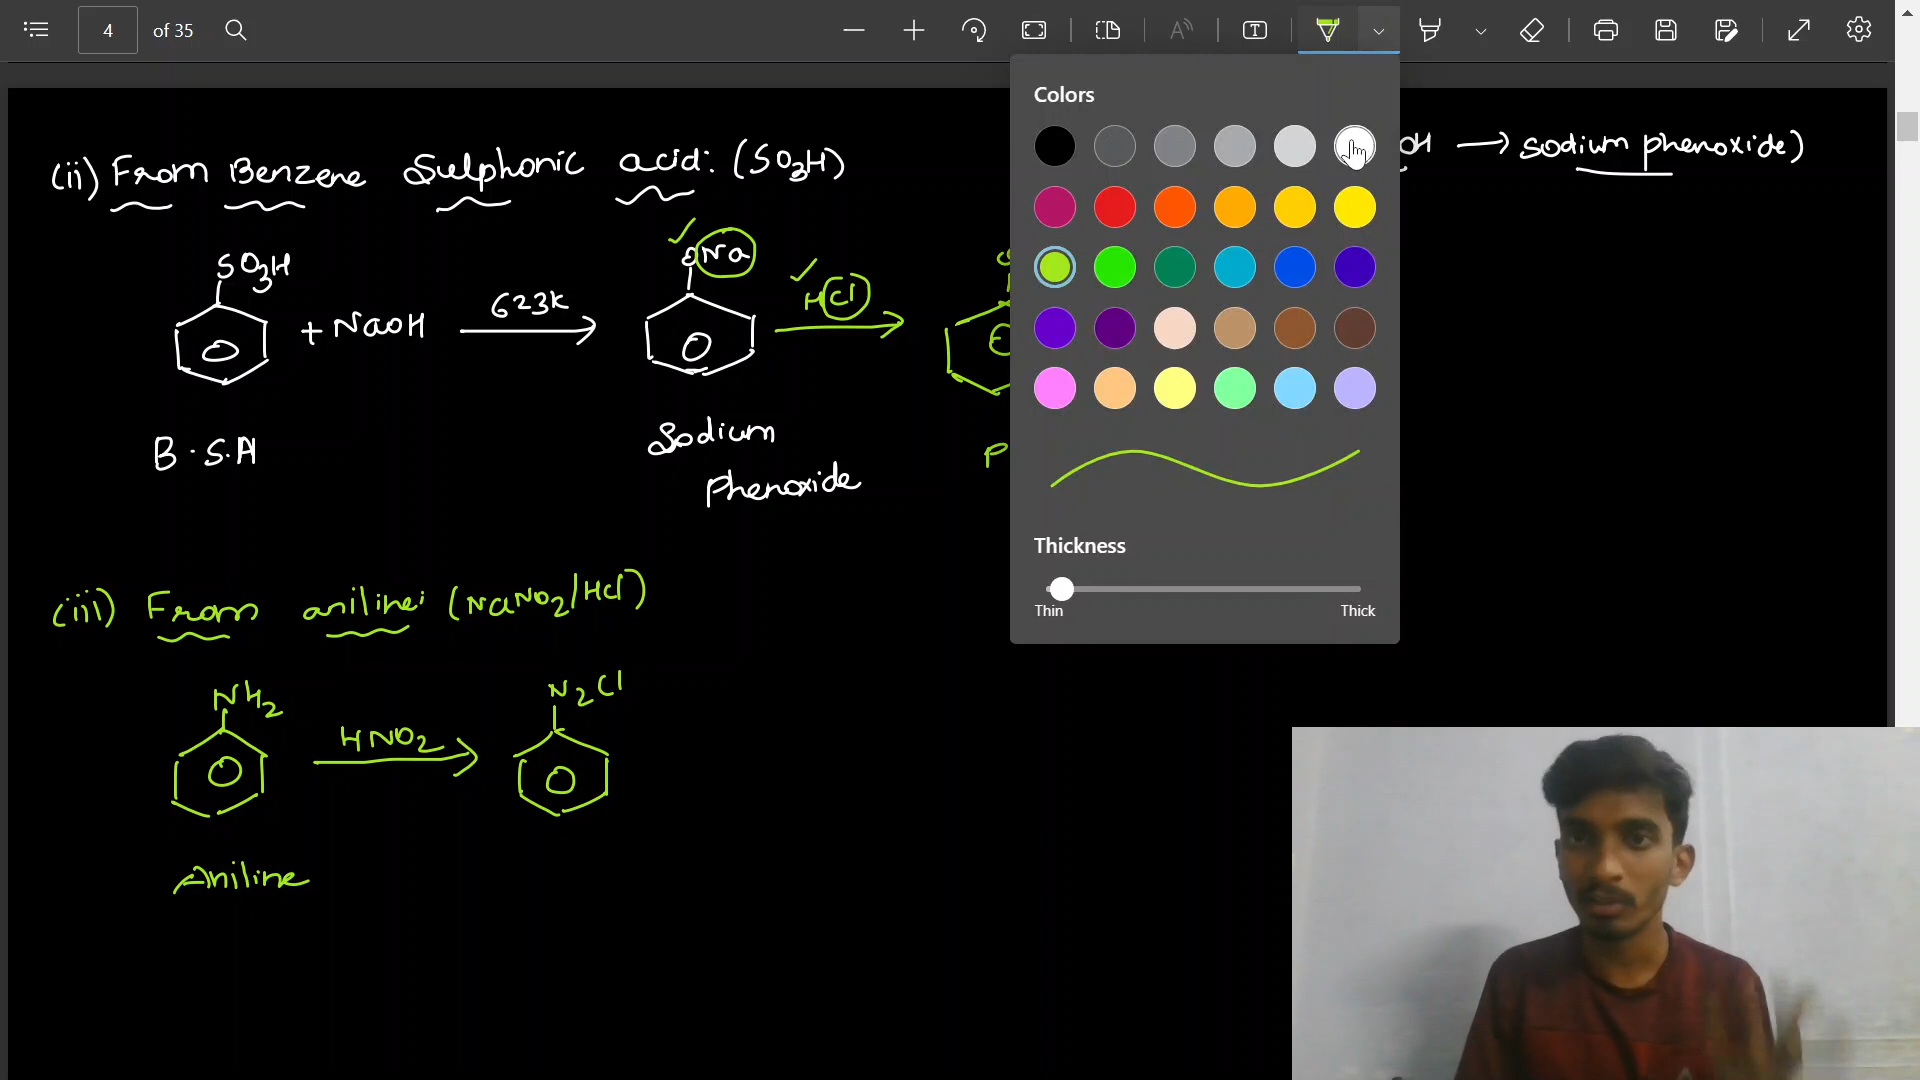 4 of 35
Colors
(ii) From Benzene Sulphonic acid: (SO3H)
OH → sodium phenoxide)
SO3H
+ NaOH
623K
ONa
HCl
B.S.A
Sodium
Phenoxide
P
Thickness
Thin Thick
(iii) From aniline: (NaNO2/HCl)
NH2
HNO2
N2Cl
Aniline